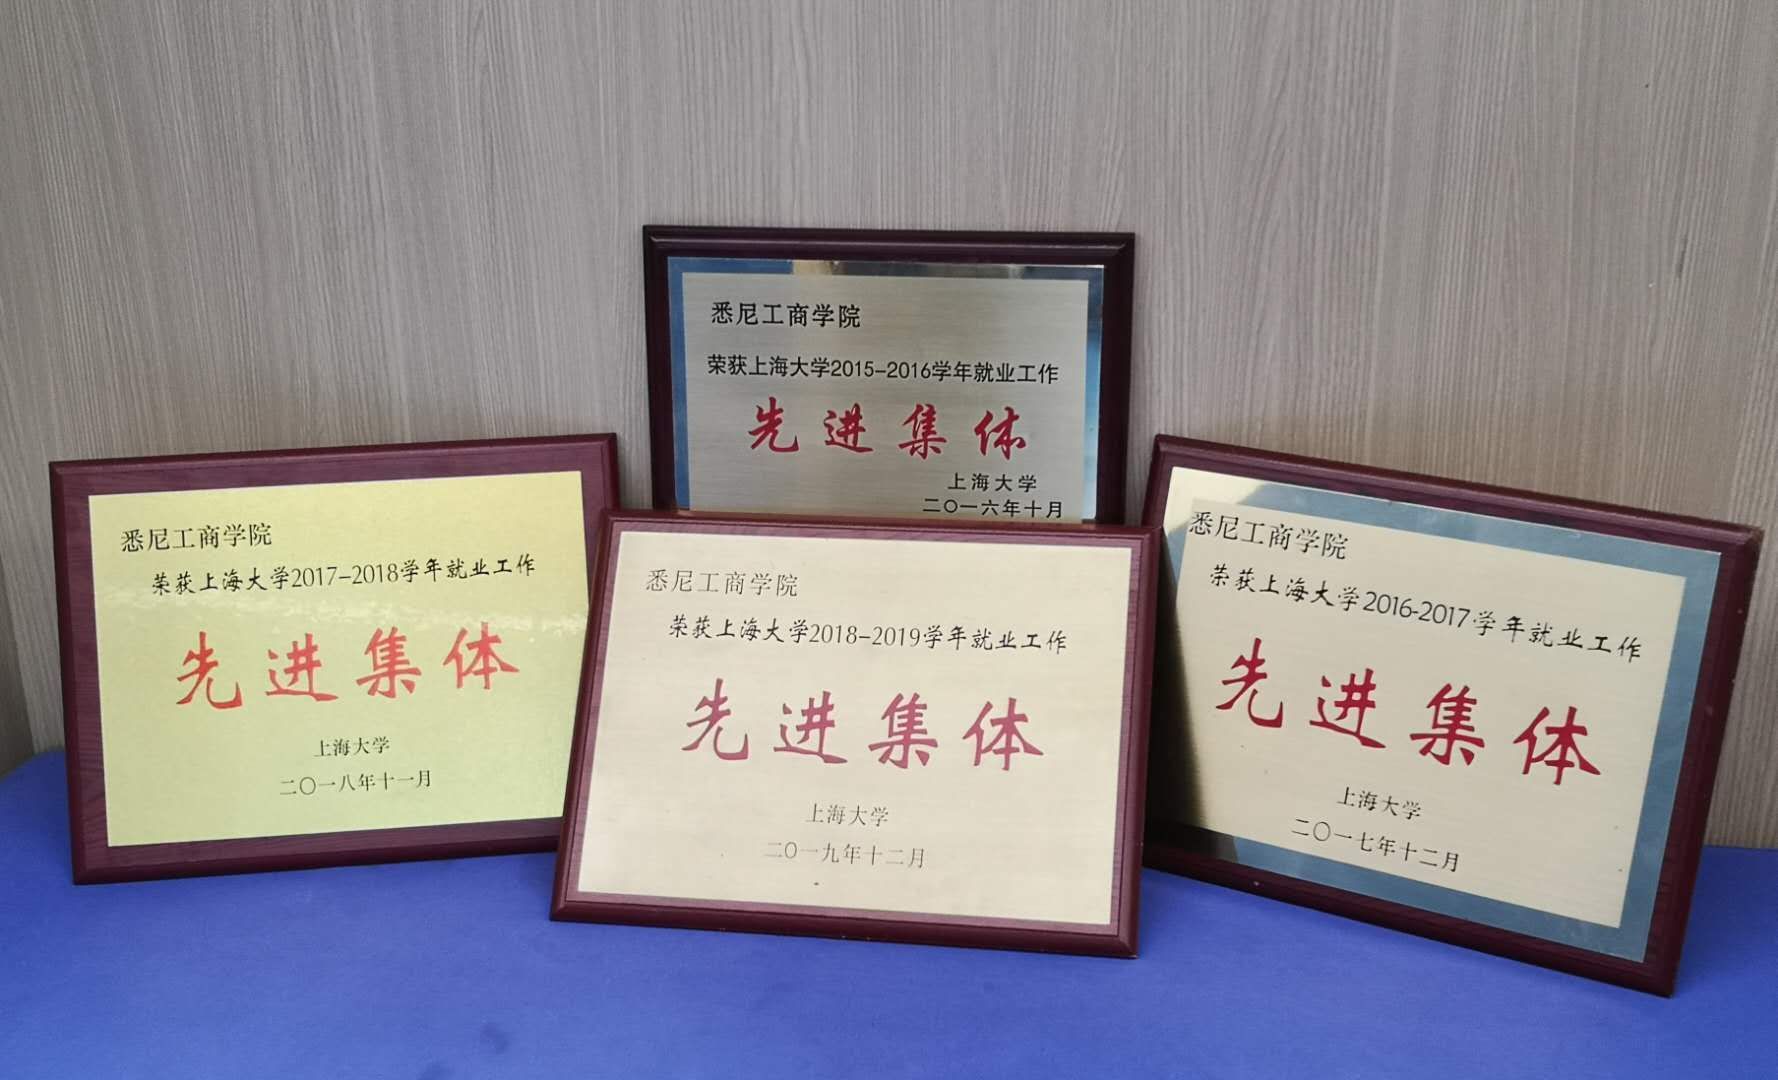 悉尼工商学院
荣获上海大学2015-2016学年就业工作
先进集体
上海大学
二〇一六年十月
悉尼工商学院
荣获上海大学2017-2018学年就业工作
先进集体
上海大学
二〇一八年十一月
悉尼工商学院
荣获上海大学2018-2019学年就业工作
先进集体
上海大学
二〇一九年十二月
悉尼工商学院
荣获上海大学2016-2017学年就业工作
先进集体
上海大学
二〇一七年十二月